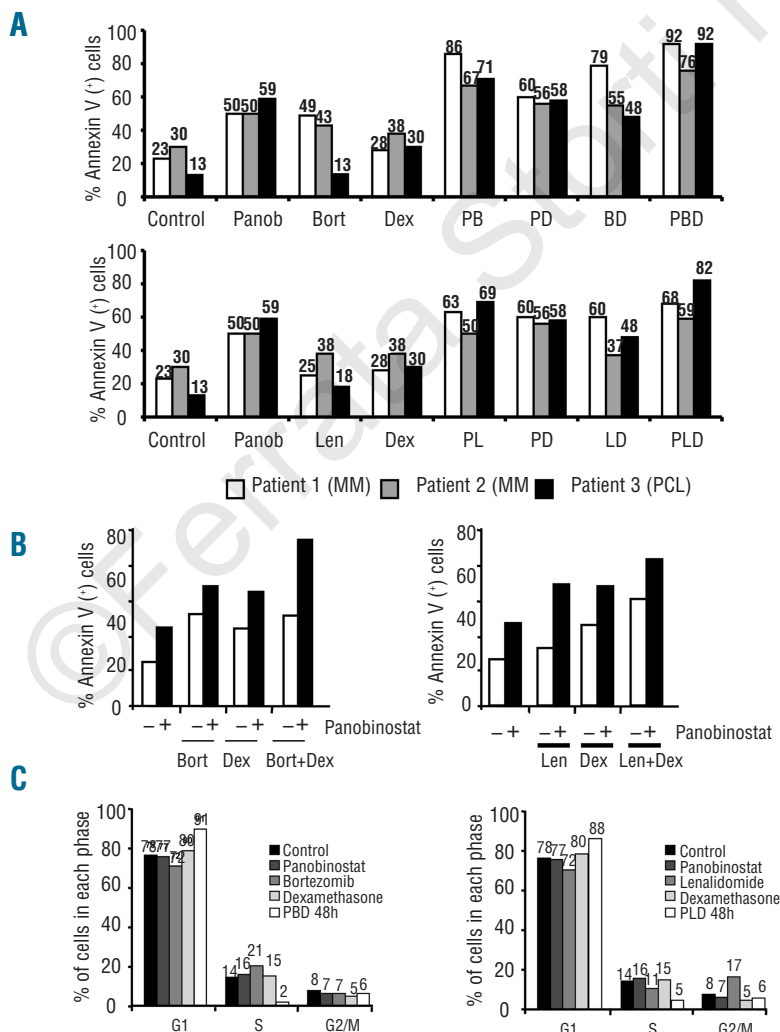 A
% Annexin V (+) cells
100
80
60
40
20
0
23 30 13 50 50 59 49 43 13 28 38 30 86 67 71 60 56 58 79 55 48 92 76 92
Control Panob Bort Dex PB PD BD PBD
% Annexin V (+) cells
100
80
60
40
20
0
23 30 13 50 50 59 25 38 18 28 38 30 63 50 69 60 56 58 60 37 48 68 59 82
Control Panob Len Dex PL PD LD PLD
Patient 1 (MM) Patient 2 (MM Patient 3 (PCL)
B
% Annexin V (+) cells
80
60
40
20
0
– + – + – + – + Panobinostat
Bort Dex Bort+Dex
% Annexin V (+) cells
80
60
40
20
0
– + – + – + – + Panobinostat
Len Dex Len+Dex
C
% of cells in each phase
100
80
60
40
20
0
78 77 72 80 91 14 16 21 15 2 8 7 7 5 6
Control
Panobinostat
Bortezomib
Dexamethasone
PBD 48h
G1 S G2/M
% of cells in each phase
100
80
60
40
20
0
78 77 72 80 88 14 16 11 15 5 8 7 17 5 6
Control
Panobinostat
Lenalidomide
Dexamethasone
PLD 48h
G1 S G2/M
©Ferrata Storti